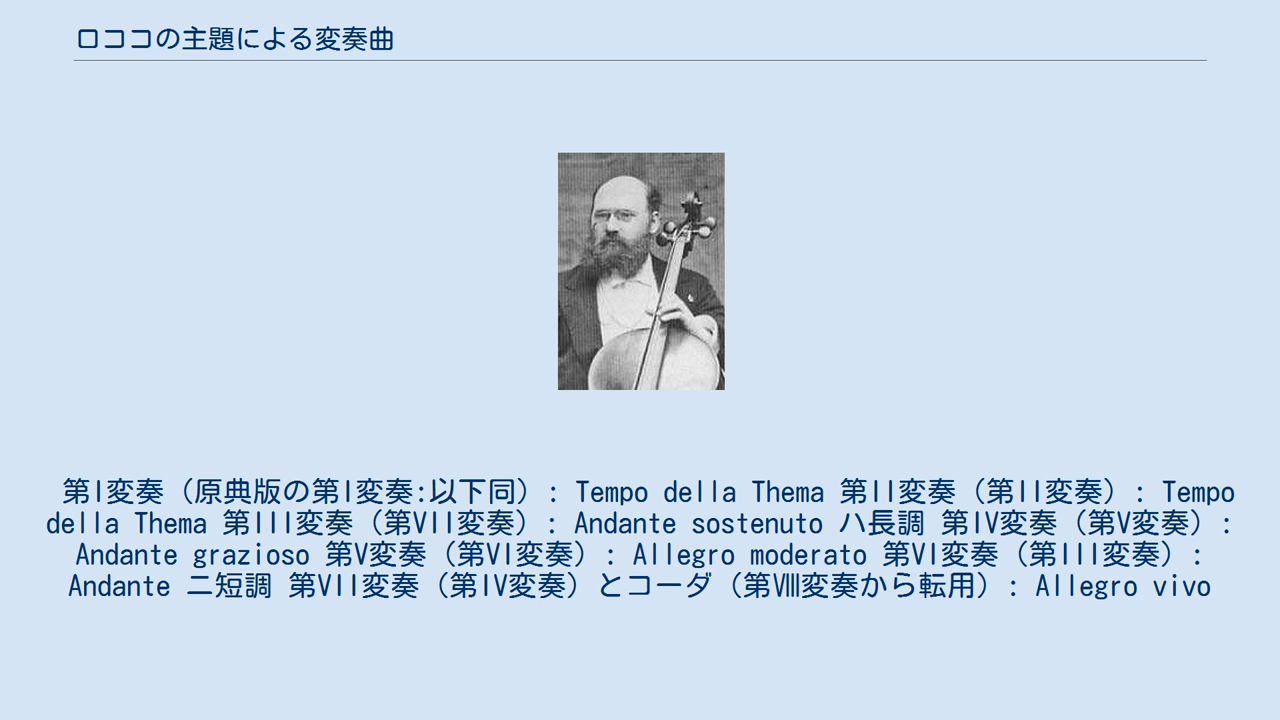 ロココの主題による変奏曲
第I変奏（原典版の第I変奏:以下同）: Tempo della Thema 第II変奏（第II変奏）: Tempo
della Thema 第III変奏（第VII変奏）: Andante sostenuto ハ長調 第IV変奏（第V変奏）:
Andante grazioso 第V変奏（第VI変奏）: Allegro moderato 第VI変奏（第III変奏）:
Andante ニ短調 第VII変奏（第IV変奏）とコーダ（第Ⅷ変奏から転用）: Allegro vivo